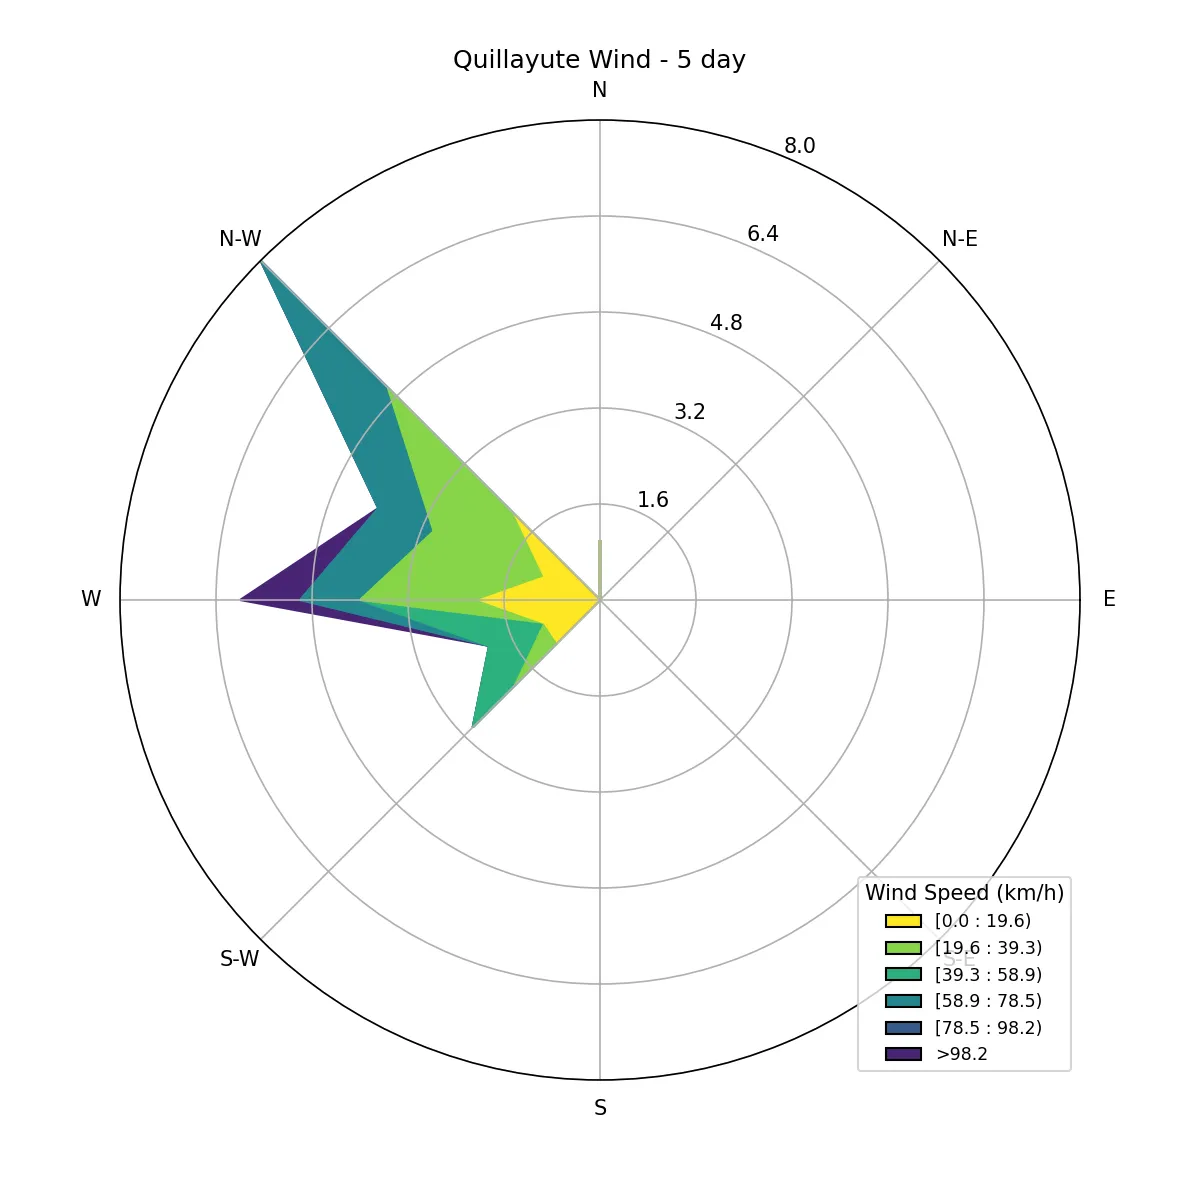 Quillayute Wind - 5 day
N
8.0
N-W
N-E
6.4
4.8
3.2
1.6
W
E
S-W
S-E
S
Wind Speed (km/h)
[0.0 : 19.6)
[19.6 : 39.3)
[39.3 : 58.9)
[58.9 : 78.5)
[78.5 : 98.2)
>98.2